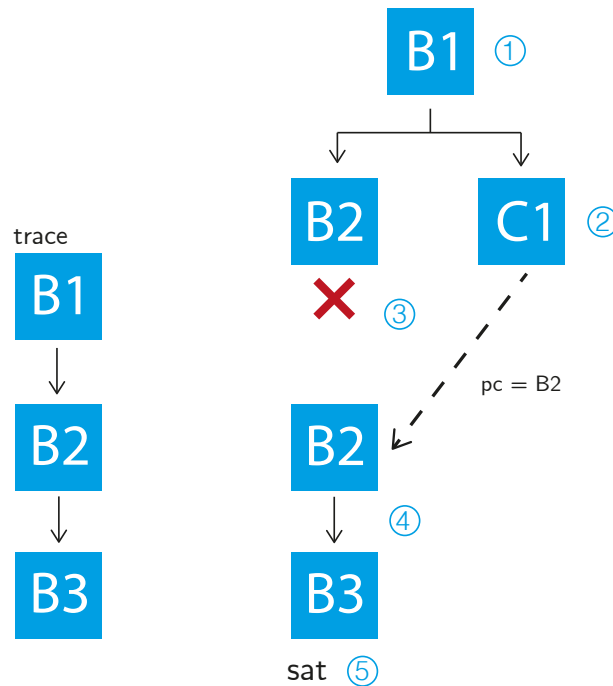 B1 ①
B2 C1 ②
trace
B1
③
pc = B2
B2 B2
④
B3 B3
sat ⑤